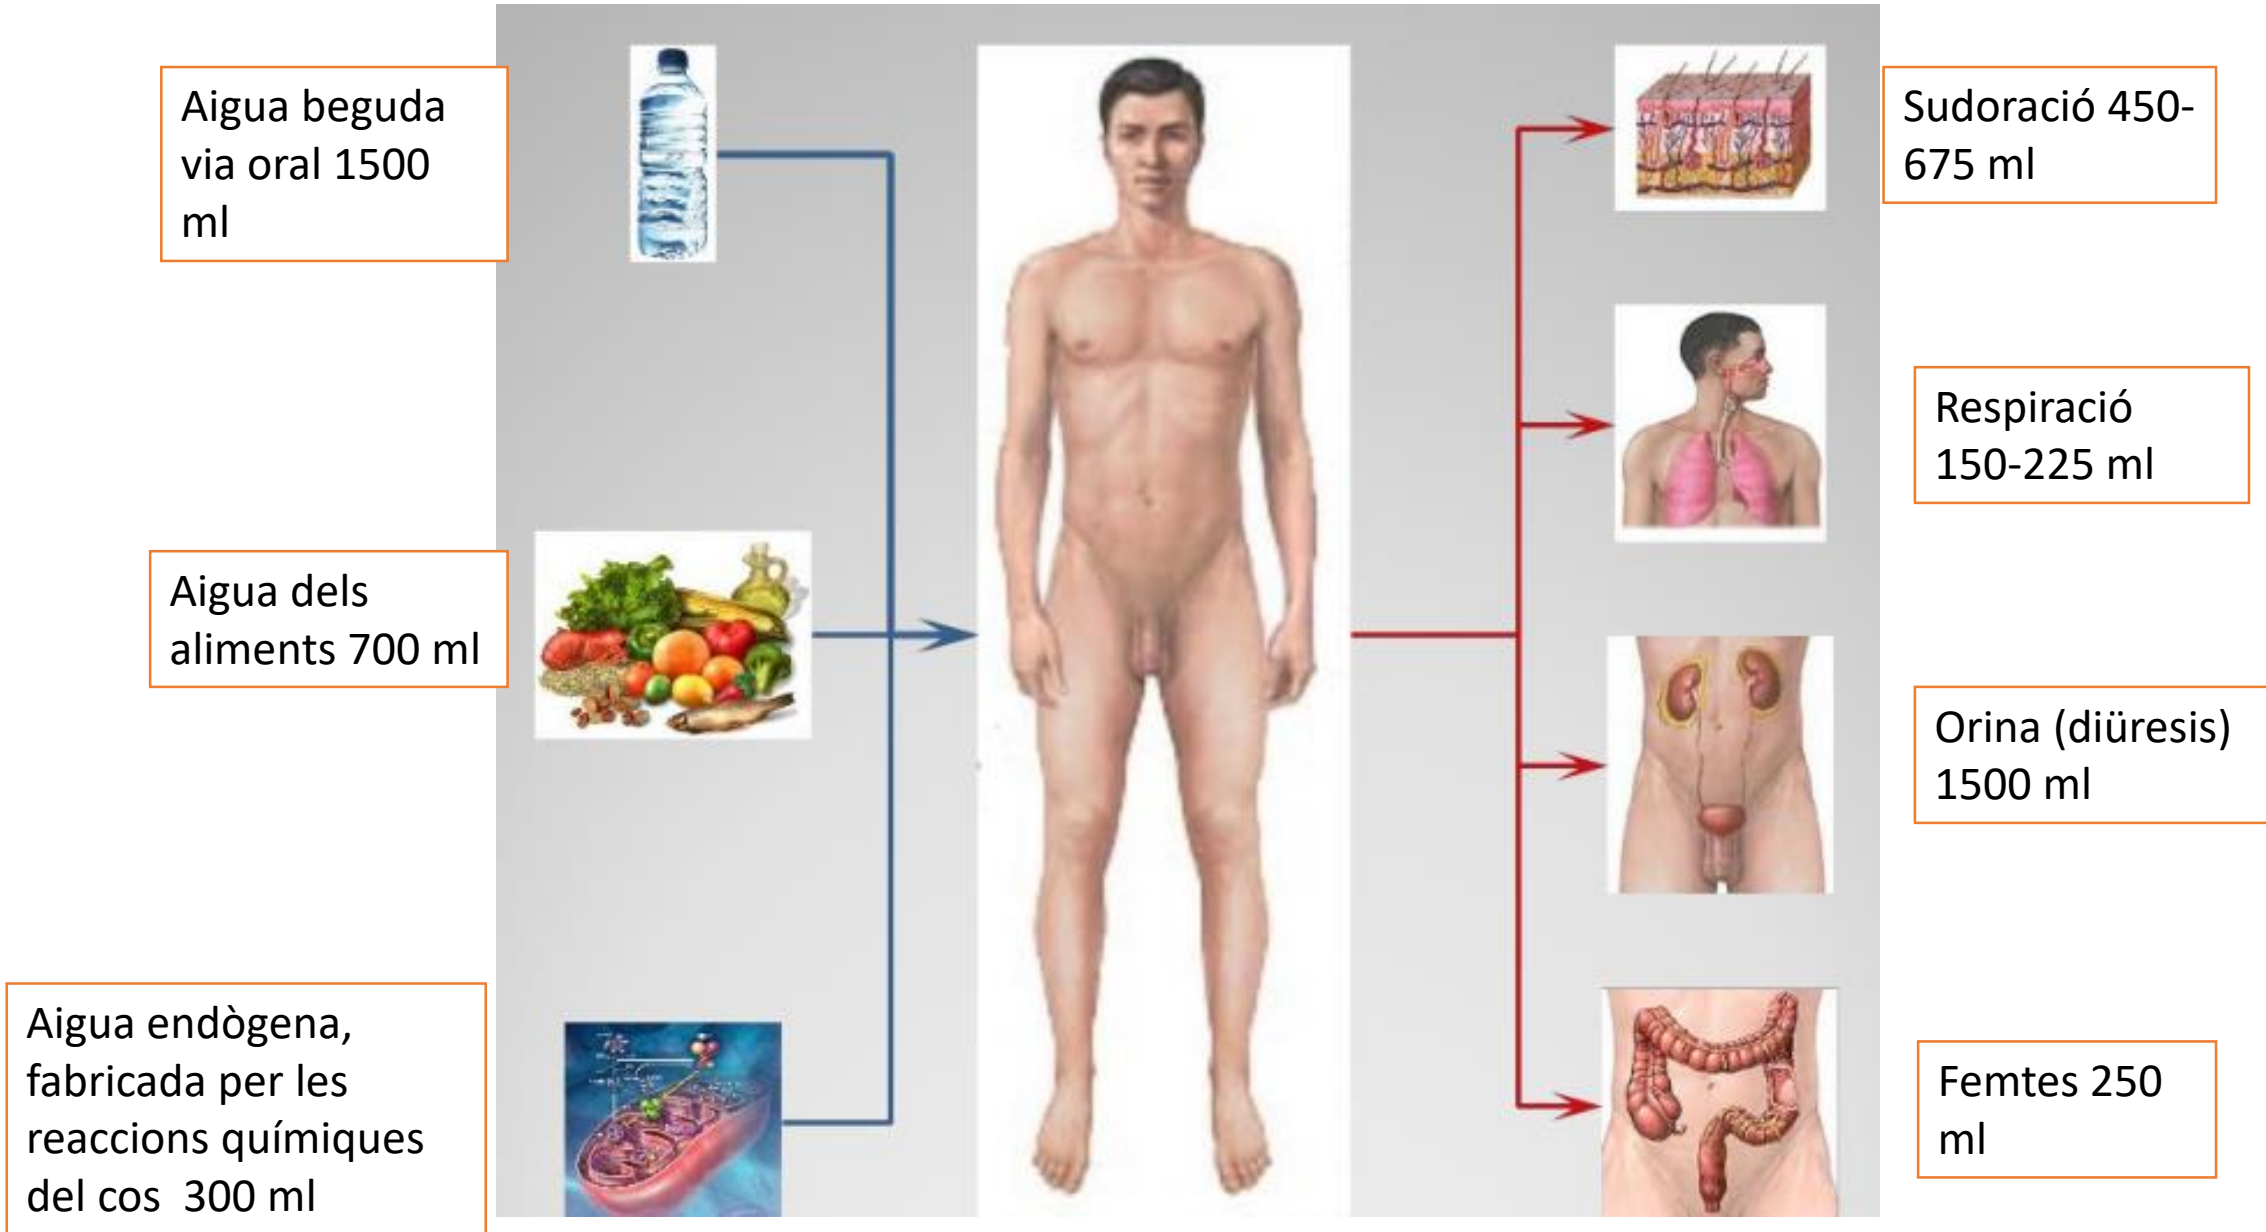 Aigua beguda
via oral 1500
ml
Aigua dels
aliments 700 ml
Aigua endògena,
fabricada per les
reaccions químiques
del cos  300 ml
Sudoració 450-
675 ml
Respiració
150-225 ml
Orina (diüresis)
1500 ml
Femtes 250
ml